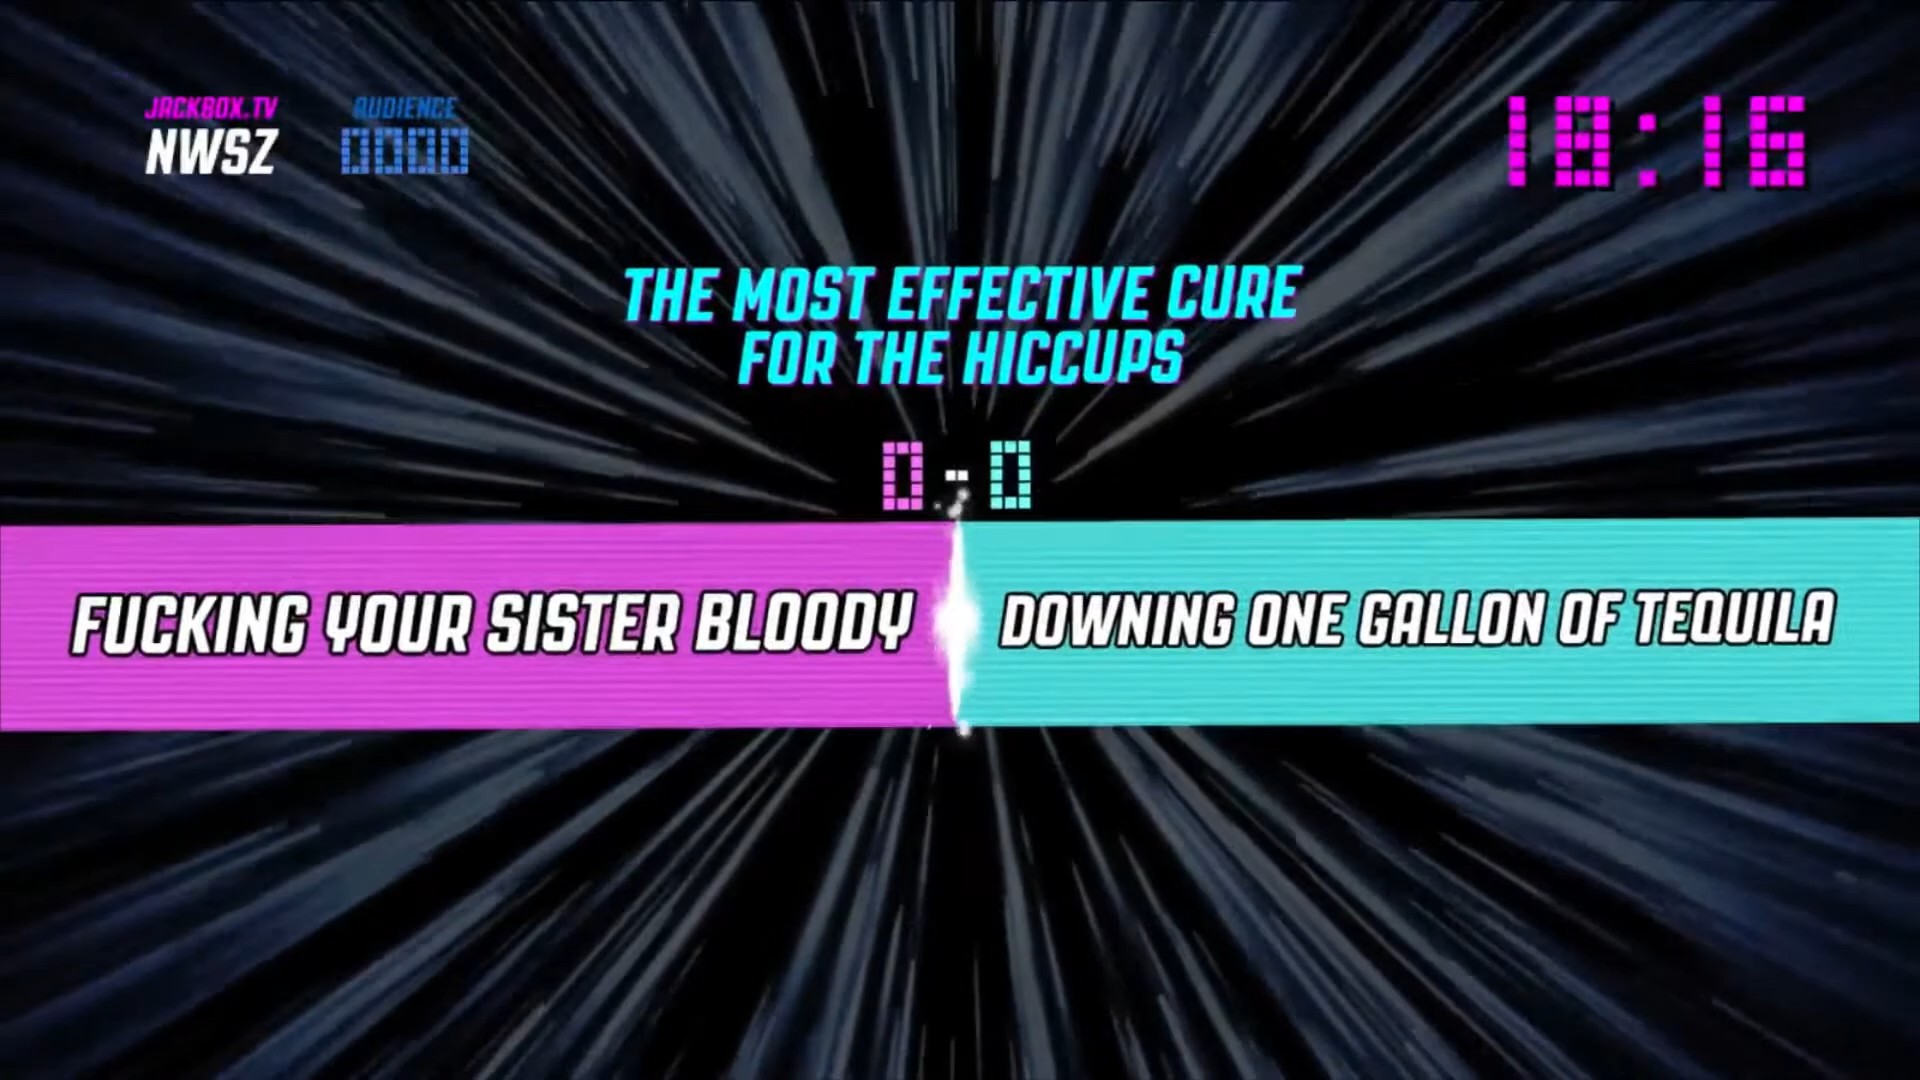 JACKBOX.TV
NWSZ
AUDIENCE
0000
18:16
THE MOST EFFECTIVE CURE
FOR THE HICCUPS
0-0
FUCKING YOUR SISTER BLOODY
DOWNING ONE GALLON OF TEQUILA